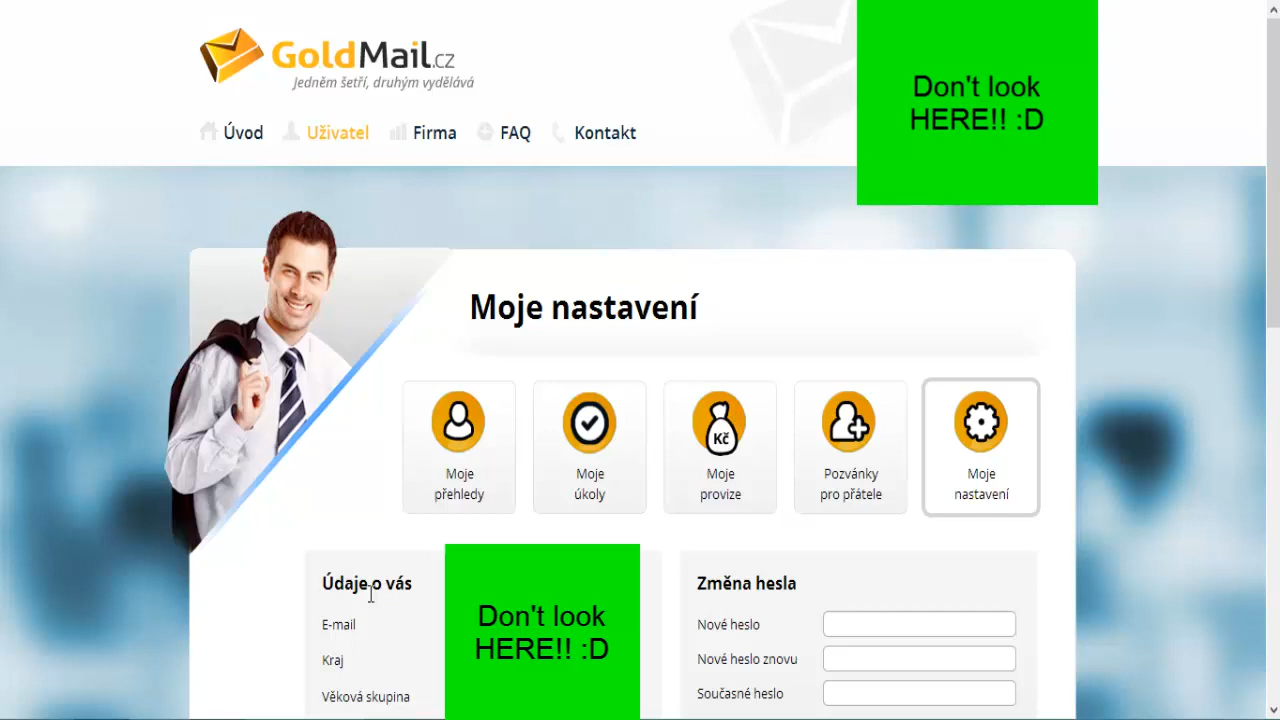 GoldMail.cz
Jedněm šetří, druhým vydělává
Don't look
HERE!! :D
Úvod Uživatel Firma FAQ Kontakt
Moje nastavení
Kč
Moje
přehledy
Moje
úkoly
Moje
provize
Pozvánky
pro přátele
Moje
nastavení
Údaje o vás
E-mail
Kraj
Věková skupina
Don't look
HERE!! :D
Změna hesla
Nové heslo
Nové heslo znovu
Současné heslo